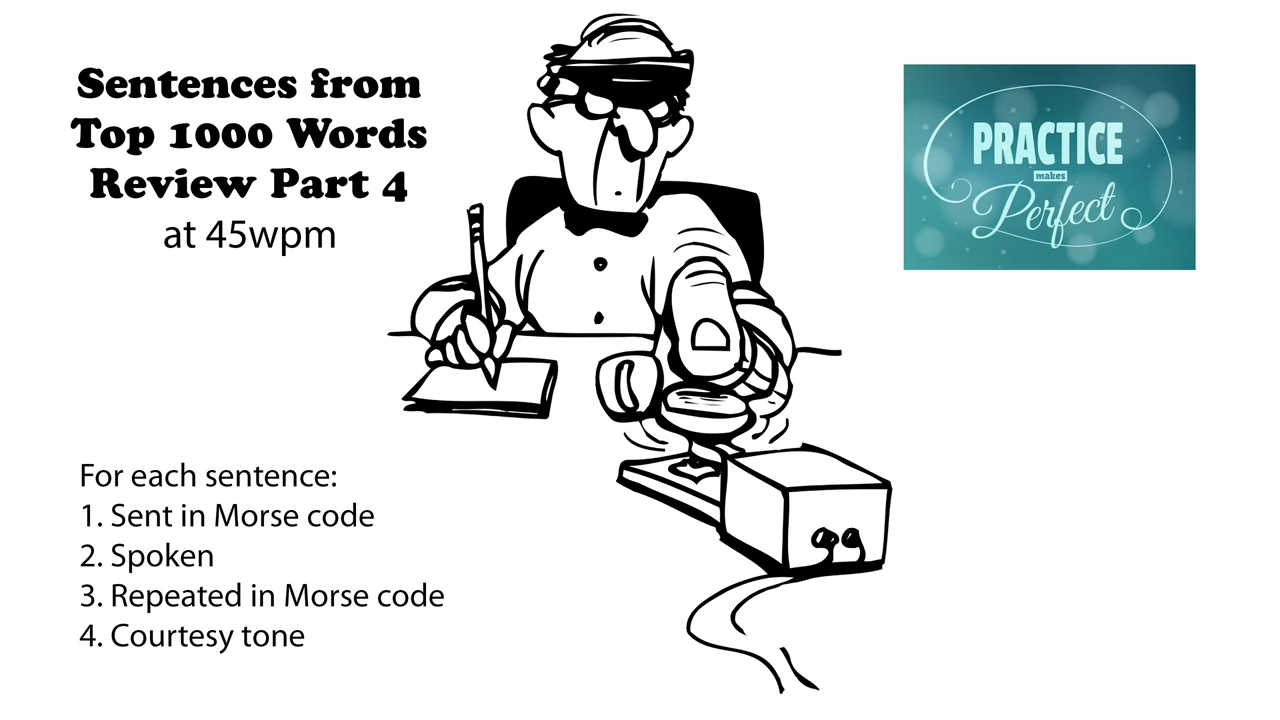 Sentences from
Top 1000 Words
Review Part 4
at 45wpm
PRACTICE
makes
Perfect
For each sentence:
1. Sent in Morse code
2. Spoken
3. Repeated in Morse code
4. Courtesy tone